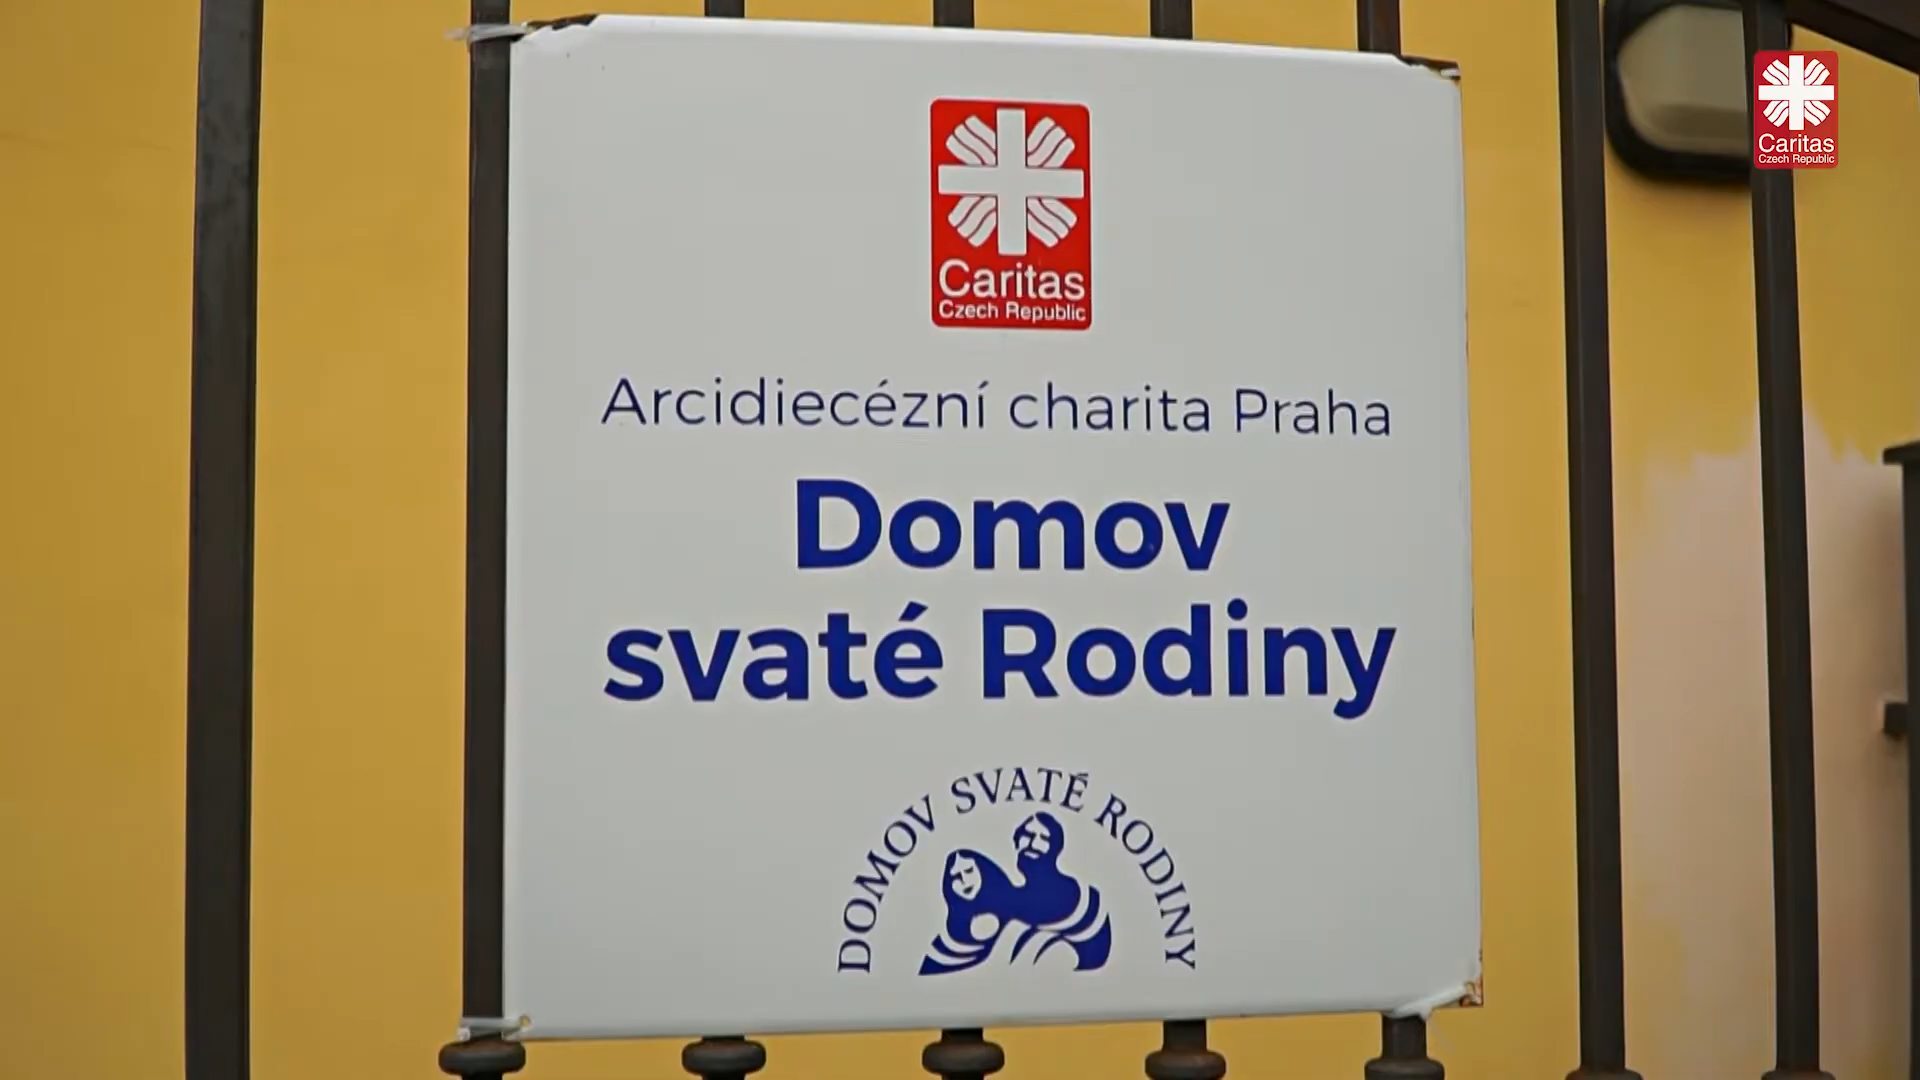 Caritas
Czech Republic
Caritas
Czech Republic
Arcidiecézní charita Praha
Domov
svaté Rodiny
DOMOV SVATÉ RODINY